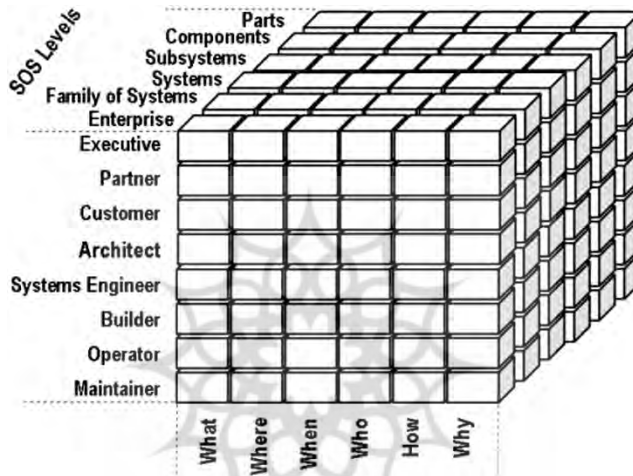 SOS Levels
Parts
Components
Subsystems
Systems
Family of Systems
Enterprise
Executive
Partner
Customer
Architect
Systems Engineer
Builder
Operator
Maintainer
What
Where
When
Who
How
Why